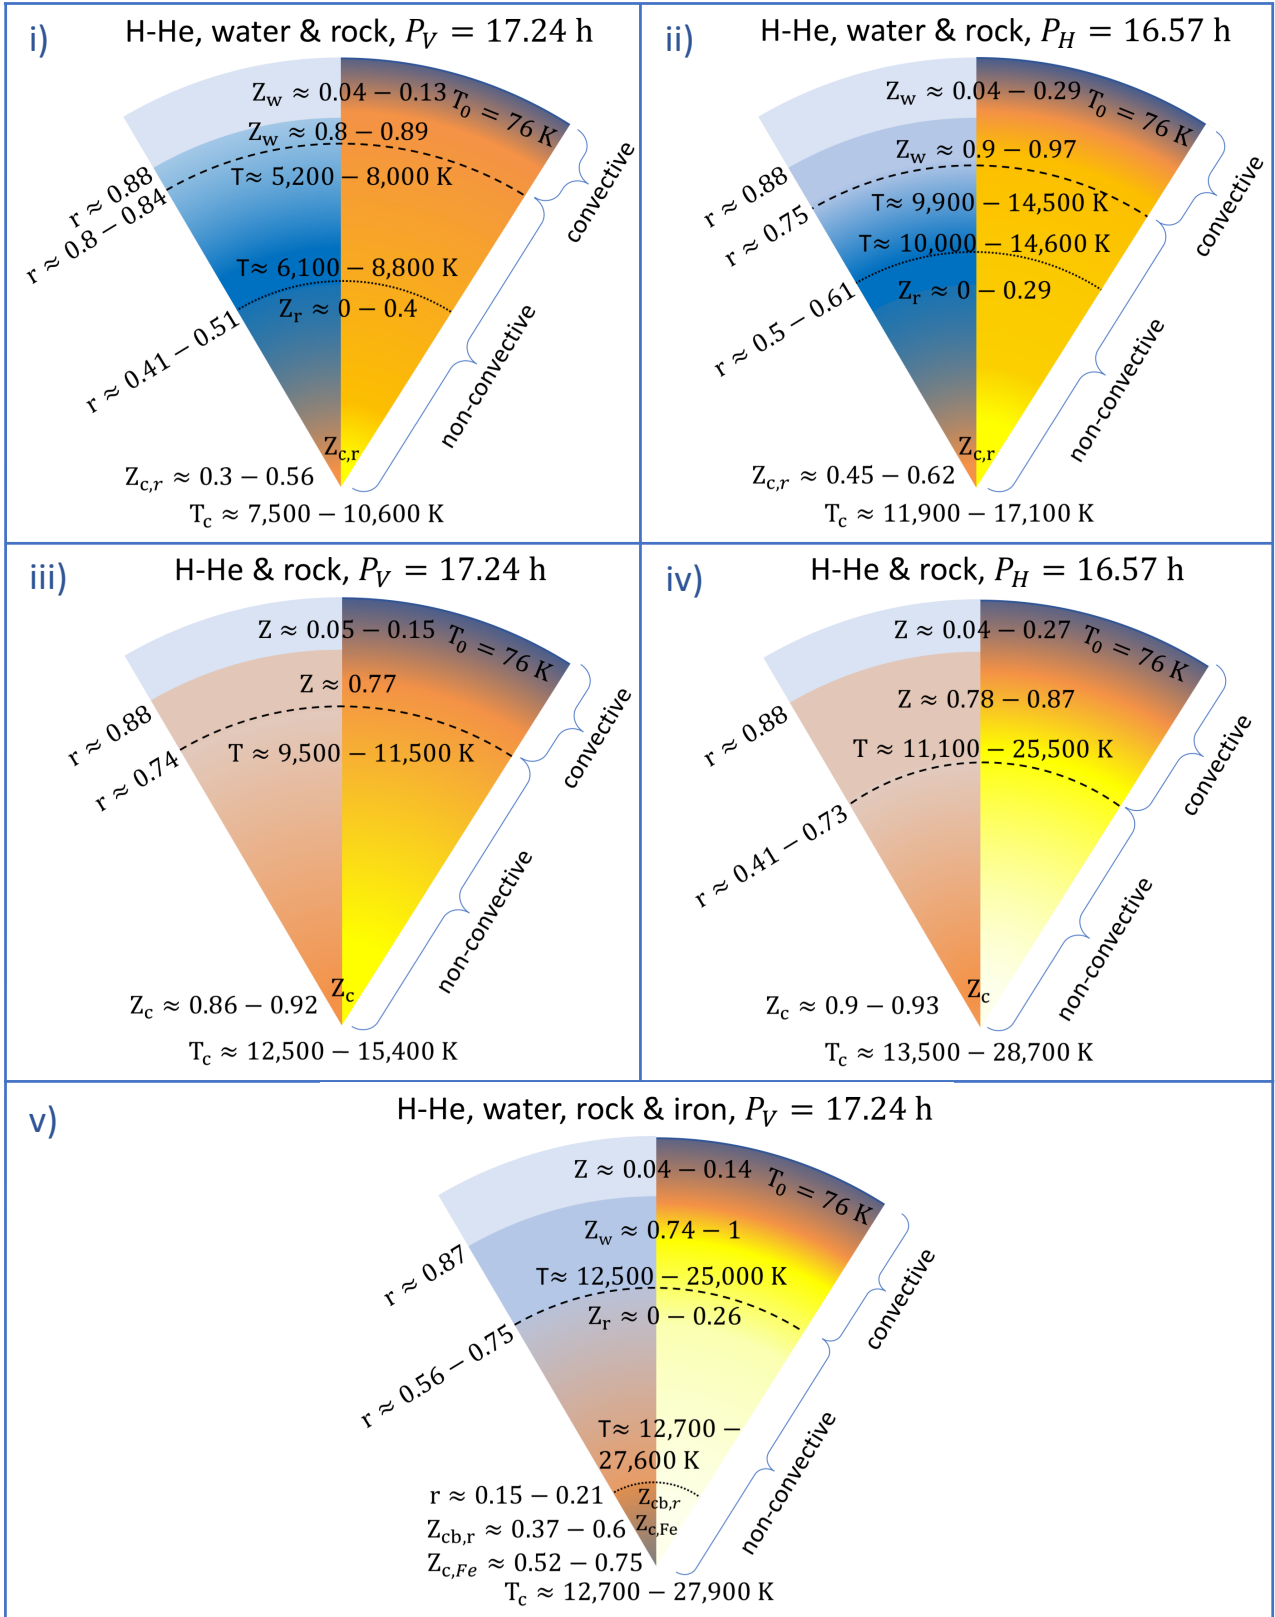 i)
H-He, water & rock, P_V = 17.24 h
Z_w ≈ 0.04 − 0.13
T_0 = 76 K
Z_w ≈ 0.8 − 0.89
T≈ 5,200 − 8,000 K
r ≈ 0.88
r ≈ 0.8 − 0.84
convective
T≈ 6,100 − 8,800 K
Z_r ≈ 0 − 0.4
r ≈ 0.41 − 0.51
non-convective
Z_c,r
Z_c,r ≈ 0.3 − 0.56
T_c ≈ 7,500 − 10,600 K
ii)
H-He, water & rock, P_H = 16.57 h
Z_w ≈ 0.04 − 0.29
T_0 = 76 K
Z_w ≈ 0.9 − 0.97
r ≈ 0.88
T≈ 9,900 − 14,500 K
r ≈ 0.75
convective
T≈ 10,000 − 14,600 K
Z_r ≈ 0 − 0.29
r ≈ 0.5 − 0.61
non-convective
Z_c,r
Z_c,r ≈ 0.45 − 0.62
T_c ≈ 11,900 − 17,100 K
iii)
H-He & rock, P_V = 17.24 h
Z ≈ 0.05 − 0.15
T_0 = 76 K
Z ≈ 0.77
r ≈ 0.88
T ≈ 9,500 − 11,500 K
r ≈ 0.74
convective
non-convective
Z_c
Z_c ≈ 0.86 − 0.92
T_c ≈ 12,500 − 15,400 K
iv)
H-He & rock, P_H = 16.57 h
Z ≈ 0.04 − 0.27
T_0 = 76 K
Z ≈ 0.78 − 0.87
r ≈ 0.88
T ≈ 11,100 − 25,500 K
convective
r ≈ 0.41 − 0.73
non-convective
Z_c
Z_c ≈ 0.9 − 0.93
T_c ≈ 13,500 − 28,700 K
v)
H-He, water, rock & iron, P_V = 17.24 h
Z ≈ 0.04 − 0.14
T_0 = 76 K
Z_w ≈ 0.74 − 1
r ≈ 0.87
T≈ 12,500 − 25,000 K
convective
Z_r ≈ 0 − 0.26
r ≈ 0.56 − 0.75
T≈ 12,700 −
27,600 K
non-convective
r ≈ 0.15 − 0.21
Z_cb,r
Z_cb,r ≈ 0.37 − 0.6
Z_c,Fe
Z_c,Fe ≈ 0.52 − 0.75
T_c ≈ 12,700 − 27,900 K